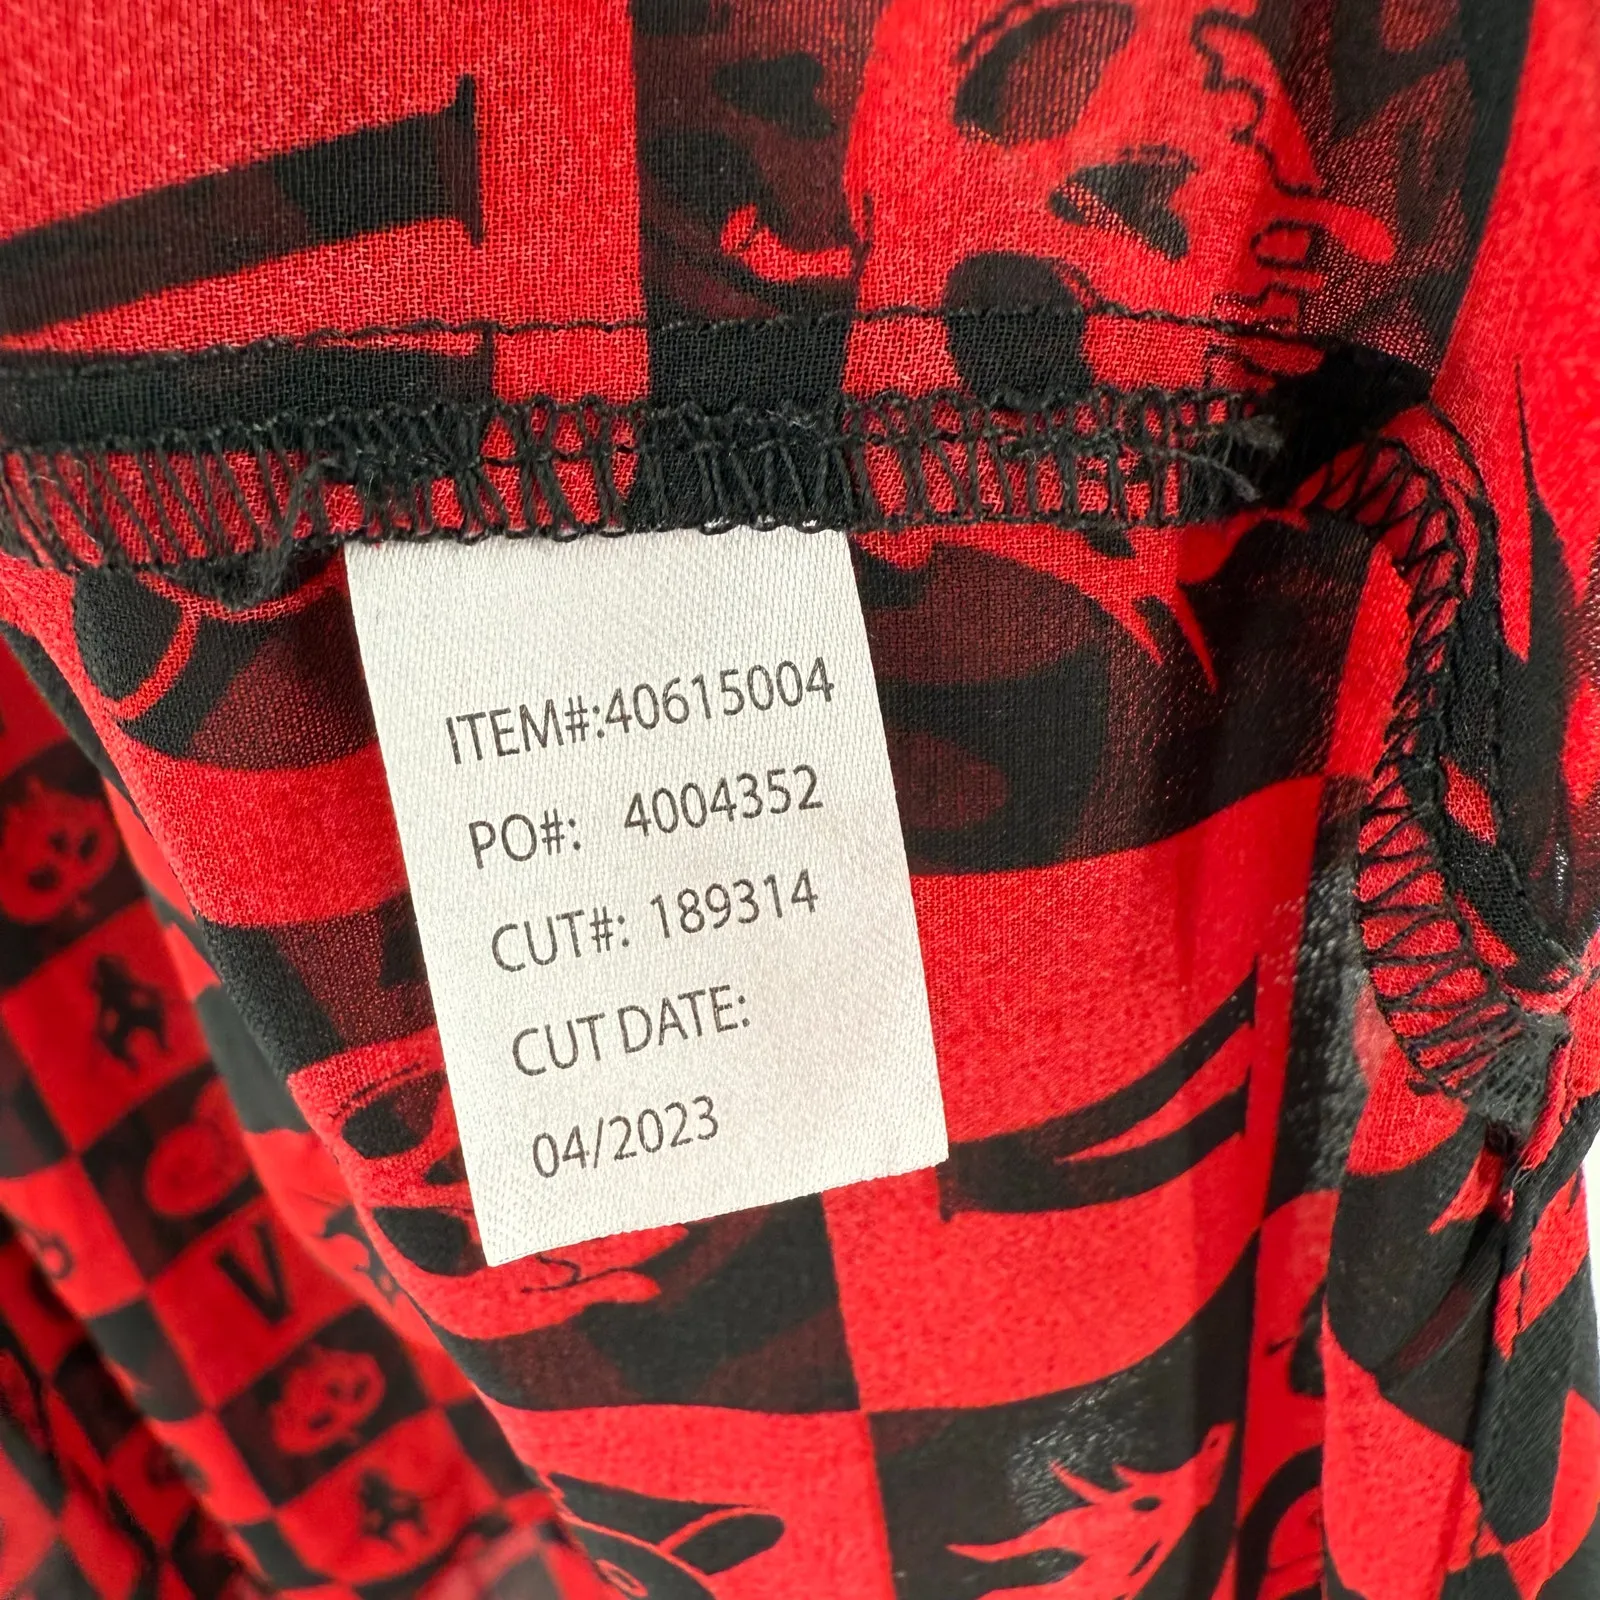 ITEM#:40615004
PO#: 4004352
CUT#: 189314
CUT DATE:
04/2023
V